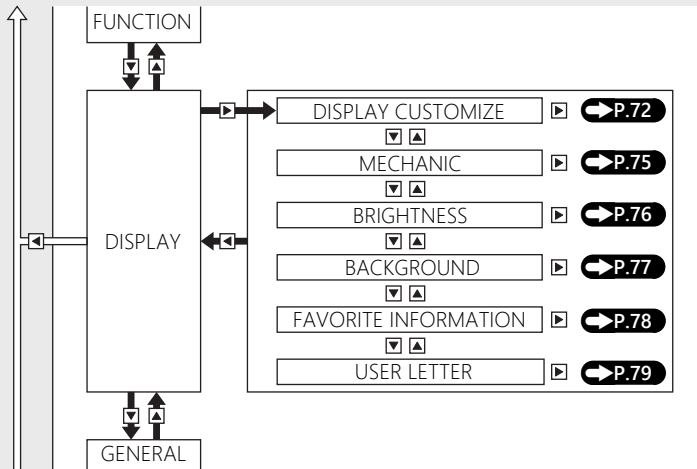 FUNCTION
DISPLAY CUSTOMIZE P.72
MECHANIC P.75
BRIGHTNESS P.76
DISPLAY
BACKGROUND P.77
FAVORITE INFORMATION P.78
USER LETTER P.79
GENERAL